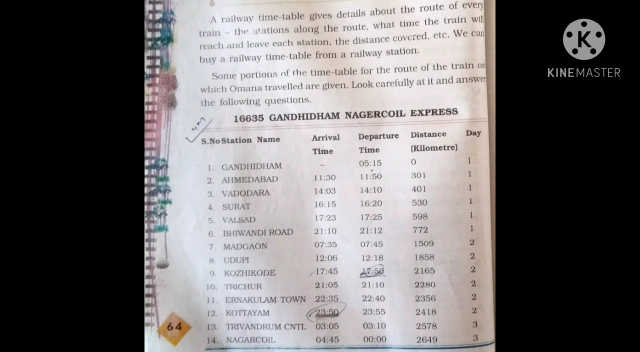 A railway time-table gives details about the route of every
train – the stations along the route, what time the train will
reach and leave each station, the distance covered, etc. We can
buy a railway timetable from a railway station.
Some portions of the time-table for the route of the train on
which Omana travelled are given. Look carefully at it and answer
the following questions.
K
KINEMASTER
16635 GANDHIDHAM NAGERCOIL EXPRESS
S.No Station Name Arrival Time Departure Time Distance (Kilometre) Day
1. GANDHIDHAM – 05:15 0 1
2. AHMEDABAD 11:30 11:50 301 1
3. VADODARA 14:03 14:10 401 1
4. SURAT 16:15 16:20 530 1
5. VALSAD 17:23 17:25 598 1
6. BHIWANDI ROAD 21:10 21:12 772 1
7. MADGAON 07:35 07:45 1509 2
8. UDUPI 12:06 12:18 1858 2
9. KOZHIKODE 17:45 17:50 2165 2
10. TRICHUR 21:05 21:10 2280 2
11. ERNAKULAM TOWN 22:35 22:40 2356 2
12. KOTTAYAM 23:50 23:55 2418 2
13. TRIVANDRUM CNTL 03:05 03:10 2578 3
14. NAGARCOIL 04:45 00:00 2649 3
64